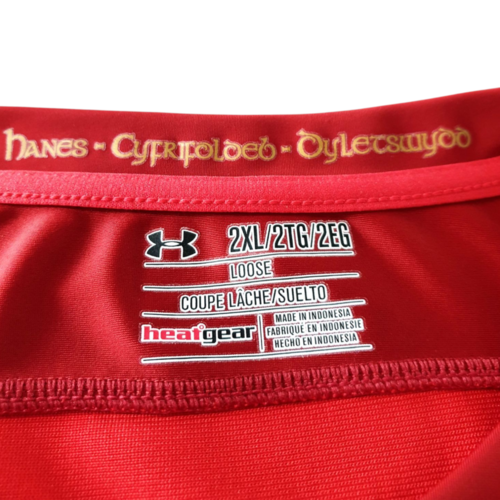 Hanes - Cyfrifoldeb - Dyletswydd
2XL/2TG/2EG
LOOSE
COUPE LÂCHE/SUELTO
heatgear
MADE IN INDONESIA
FABRIQUE EN INDONESIE
HECHO EN INDONESIA